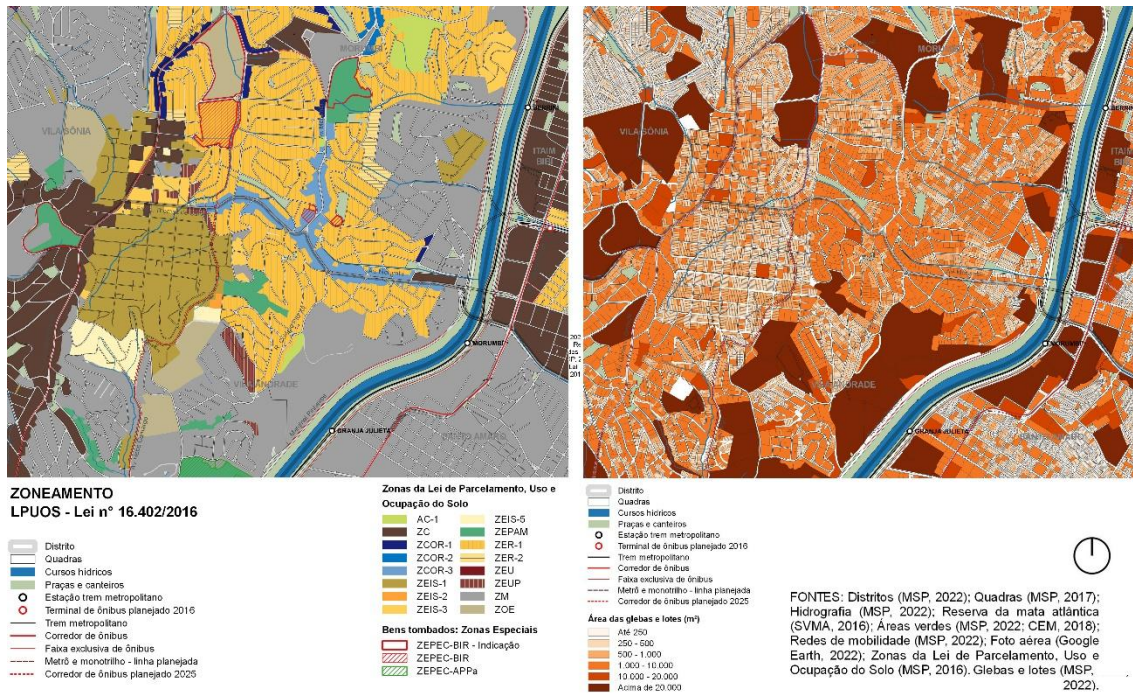 MORUMBI
VILA SÔNIA
BERRINI
ITAIM
BIBI
MORUMBI
VILA ANDRADE
GRANJA JULIETA
SANTO AMARO
MORUMBI
VILA SÔNIA
BERRINI
ITAIM
BIBI
MORUMBI
VILA ANDRADE
GRANJA JULIETA
SANTO AMARO
ZONEAMENTO
LPUOS - Lei n° 16.402/2016
Distrito
Quadras
Cursos hídricos
Praças e canteiros
Estação trem metropolitano
Terminal de ônibus planejado 2016
Trem metropolitano
Corredor de ônibus
Faixa exclusiva de ônibus
Metrô e monotrilho - linha planejada
Corredor de ônibus planejado 2025
Zonas da Lei de Parcelamento, Uso e
Ocupação do Solo
AC-1
ZC
ZCOR-1
ZCOR-2
ZCOR-3
ZEIS-1
ZEIS-2
ZEIS-3
ZEIS-5
ZEPAM
ZER-1
ZER-2
ZEU
ZEUP
ZM
ZOE
Bens tombados: Zonas Especiais
ZEPEC-BIR - Indicação
ZEPEC-BIR
ZEPEC-APPa
Distrito
Quadras
Cursos hídricos
Praças e canteiros
Estação trem metropolitano
Terminal de ônibus planejado 2016
Trem metropolitano
Corredor de ônibus
Faixa exclusiva de ônibus
Metrô e monotrilho - linha planejada
Corredor de ônibus planejado 2025
Área das glebas e lotes (m²)
Até 250
250 - 500
500 - 1.000
1.000 - 10.000
10.000 - 20.000
Acima de 20.000
FONTES: Distritos (MSP, 2022); Quadras (MSP, 2017);
Hidrografia (MSP, 2022); Reserva da mata atlântica
(SVMA, 2016); Áreas verdes (MSP, 2022; CEM, 2018);
Redes de mobilidade (MSP, 2022); Foto aérea (Google
Earth, 2022); Zonas da Lei de Parcelamento, Uso e
Ocupação do Solo (MSP, 2016). Glebas e lotes (MSP,
2022).